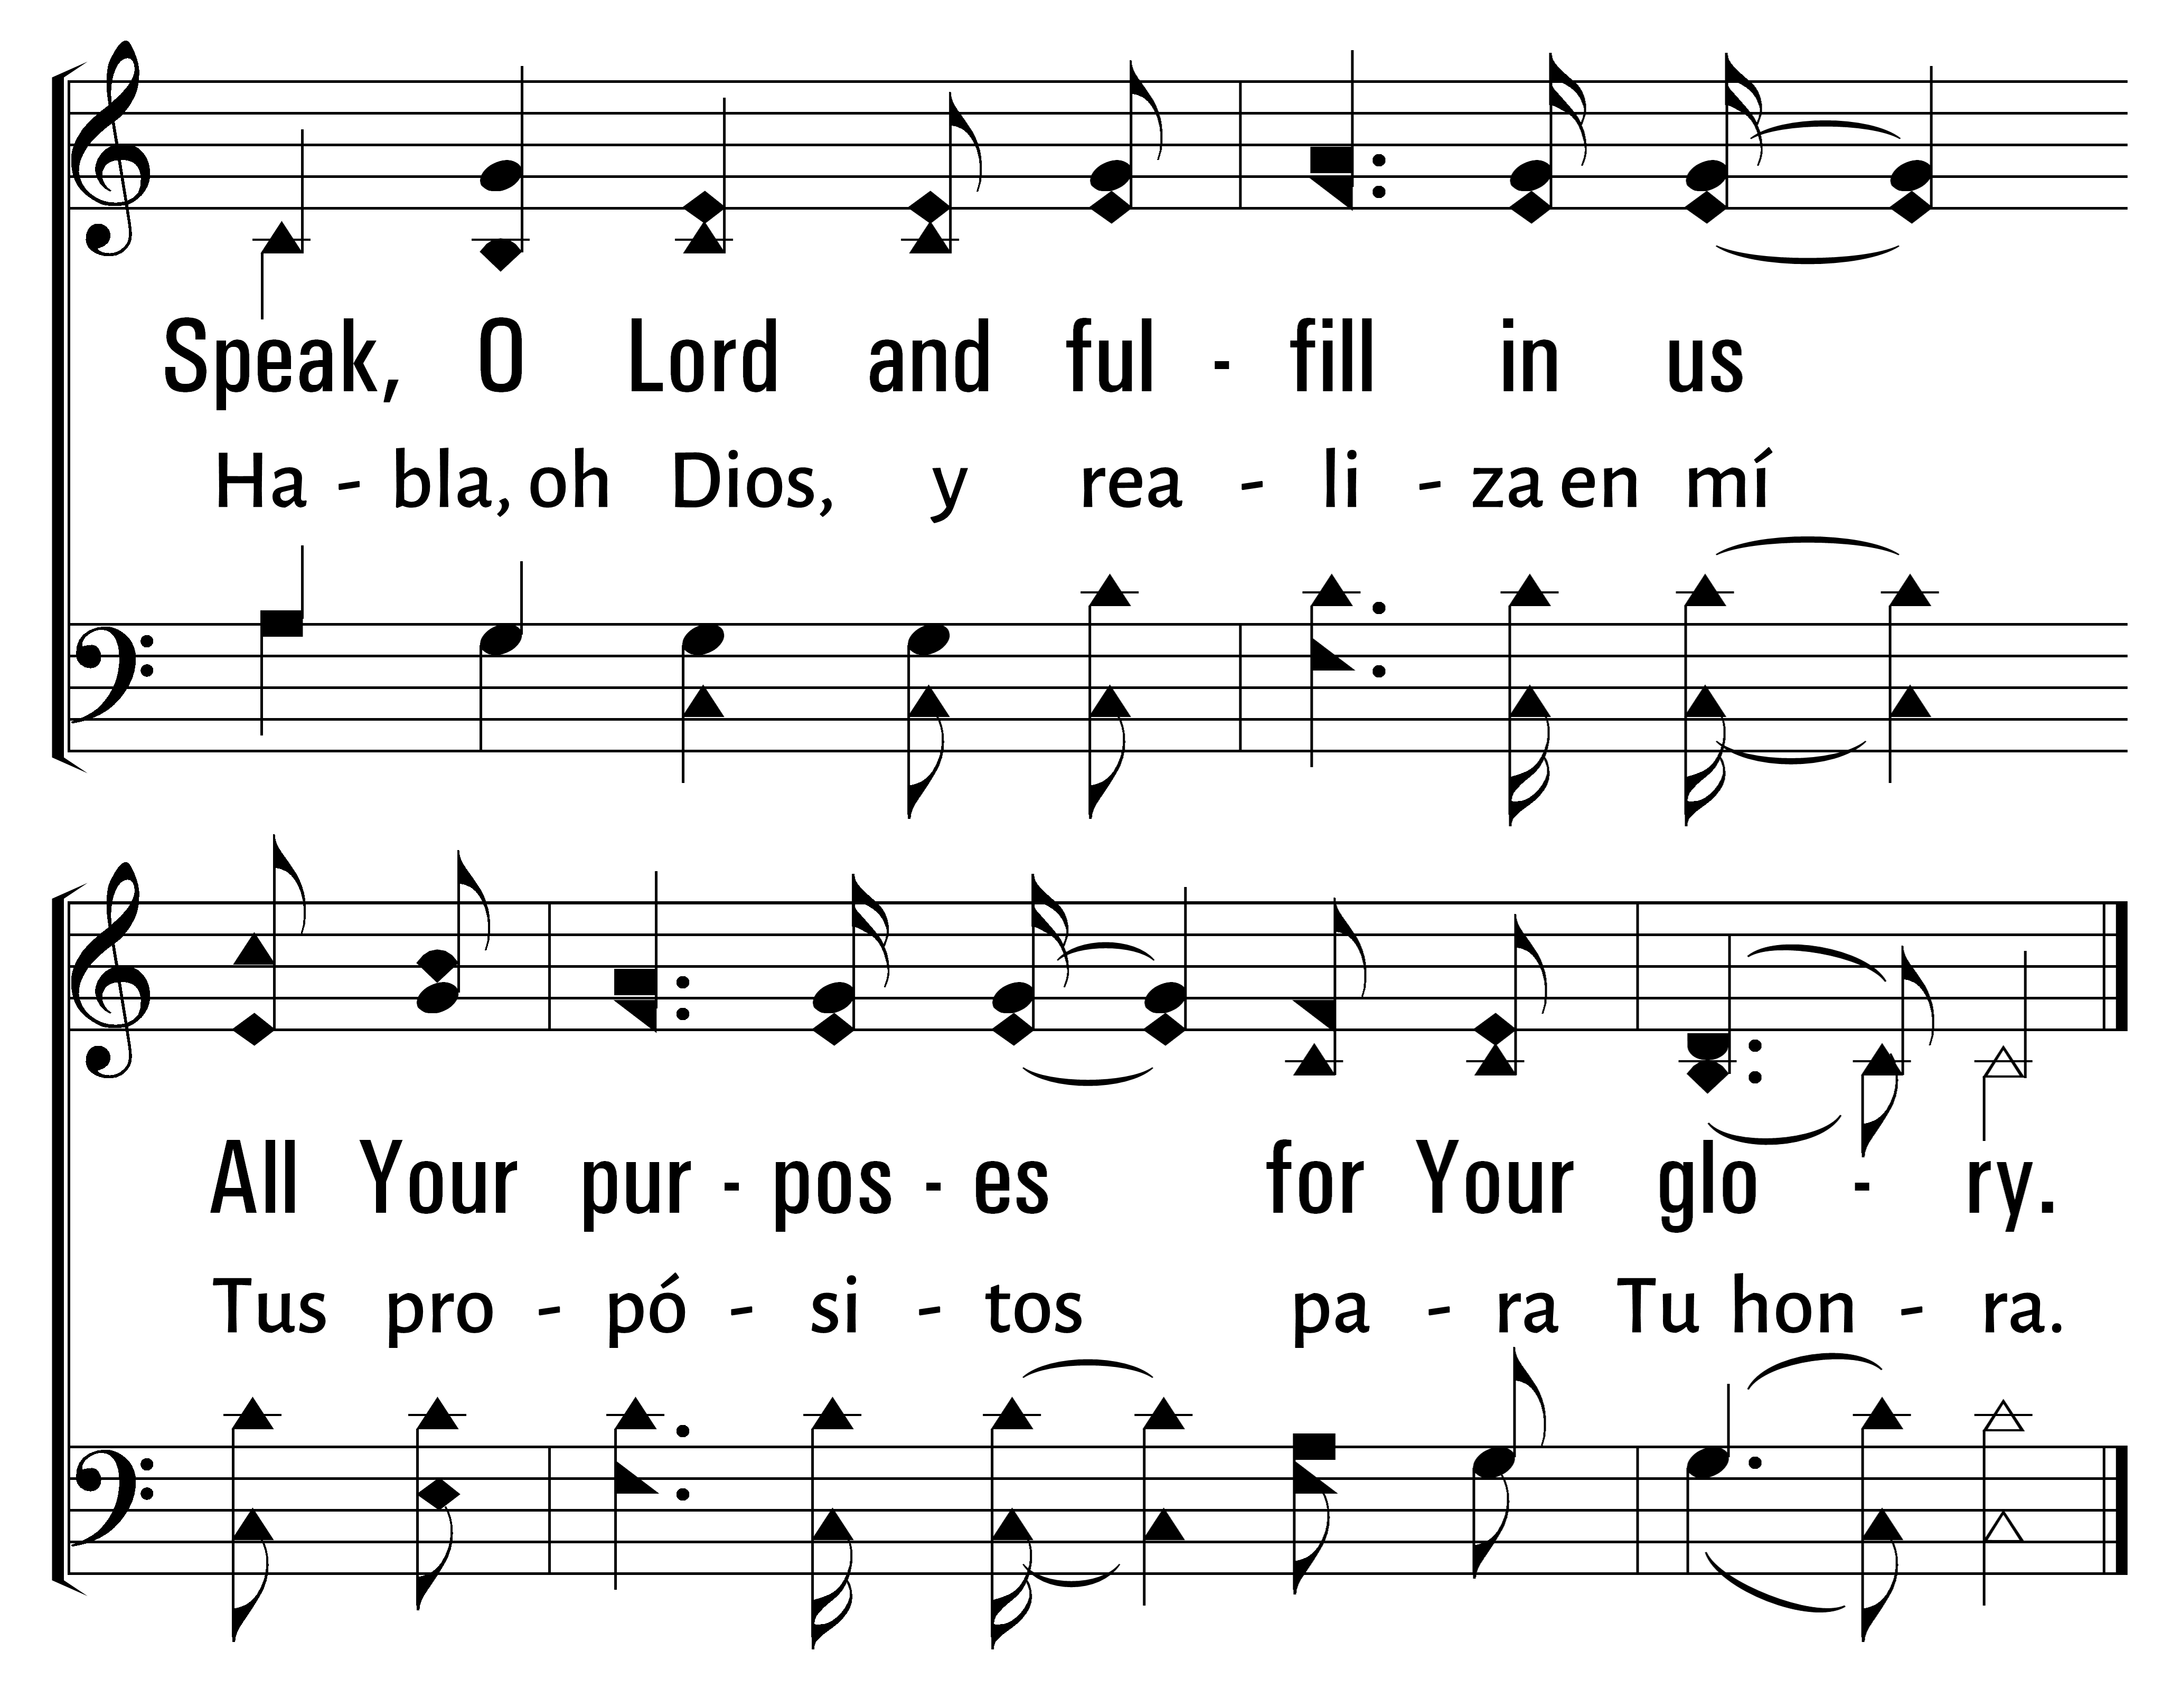 Speak, O Lord and ful - fill in us
Ha - bla, oh Dios, y rea - li - za en mí
All Your pur - pos - es for Your glo - ry.
Tus pro - pó - si - tos pa - ra Tu hon - ra.